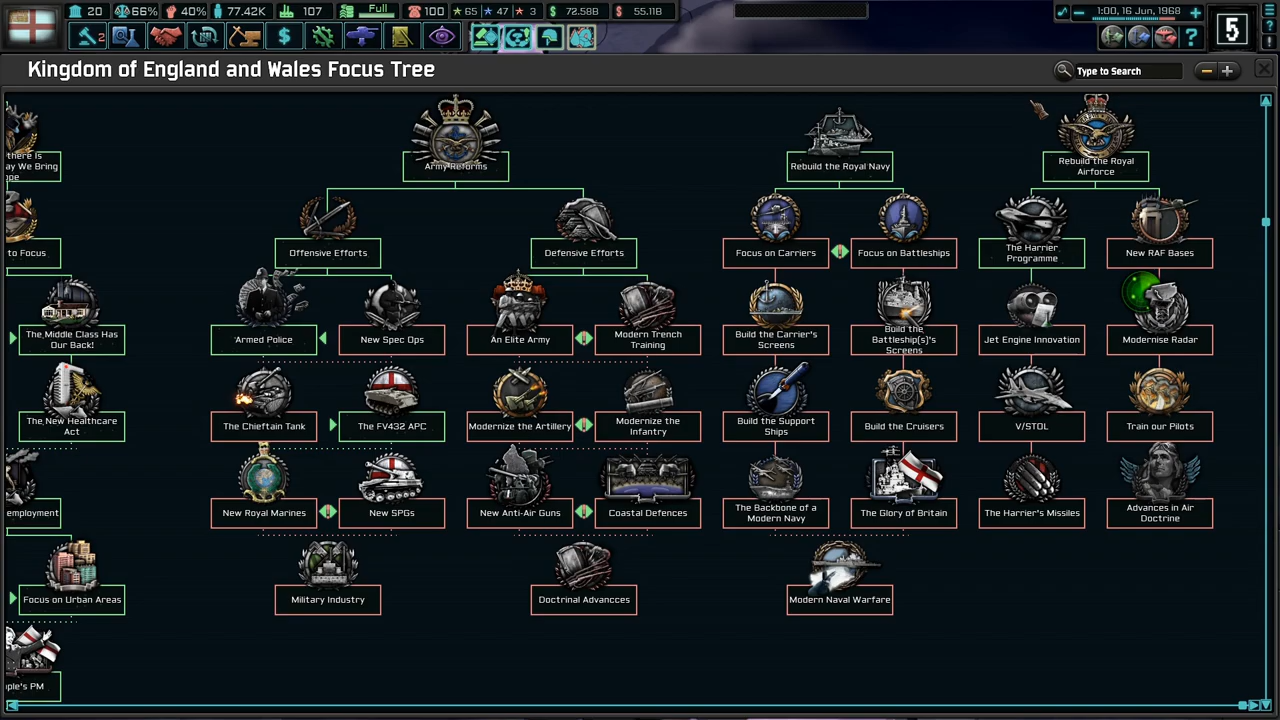 20 66% 40% 77.42K 107 Full 100 65 47 3 $ 72.58B $ 55.11B 1:00, 16 Jun, 1968 5
2
Kingdom of England and Wales Focus Tree
Type to Search
there Is
ay We Bring
ope
Army Reforms
Rebuild the Royal Navy
Rebuild the Royal
Airforce
to Focus
Offensive Efforts
Defensive Efforts
Focus on Carriers
Focus on Battleships
The Harrier
Programme
New RAF Bases
The Middle Class Has
Our Back!
'Armed Police'
New Spec Ops
An Elite Army
Modern Trench
Training
Build the Carrier's
Screens
Build the
Battleship(s)'s
Screens
Jet Engine Innovation
Modernise Radar
The New Healthcare
Act
The Chieftain Tank
The FV432 APC
Modernize the Artillery
Modernize the
Infantry
Build the Support
Ships
Build the Cruisers
V/STOL
Train our Pilots
employment
New Royal Marines
New SPGs
New Anti-Air Guns
Coastal Defences
The Backbone of a
Modern Navy
The Glory of Britain
The Harrier's Missiles
Advances in Air
Doctrine
Focus on Urban Areas
Military Industry
Doctrinal Advancces
Modern Naval Warfare
ople's PM